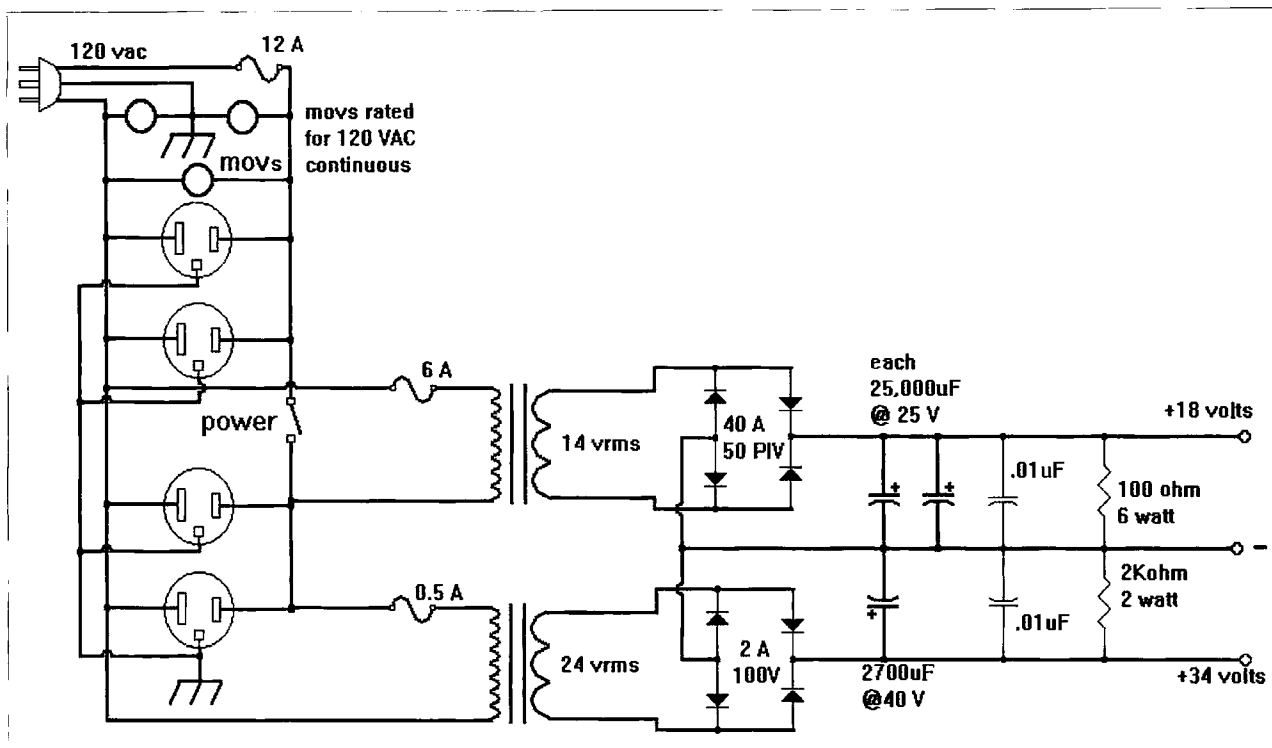 120 vac
12 A
movs rated
for 120 VAC
continuous
movs
6 A
power
14 vrms
40 A
50 PIV
each
25,000uF
@ 25 V
+18 volts
+
+
.01uF
100 ohm
6 watt
-
0.5 A
24 vrms
2 A
100V
+
2700uF
@40 V
.01uF
2Kohm
2 watt
+34 volts